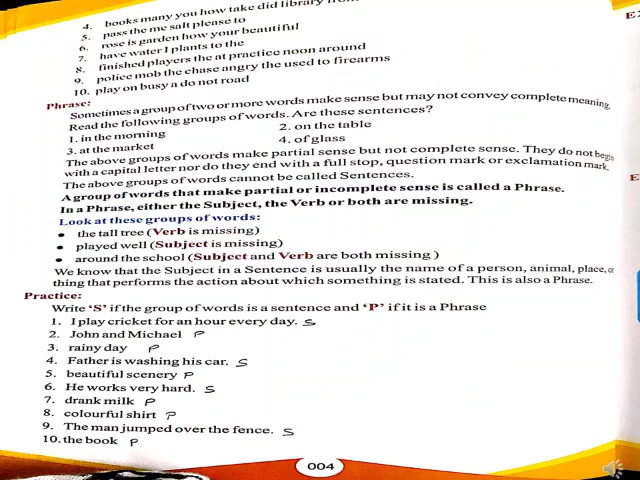 4. books many you how take did library from
5. pass the me salt please to
6. rose is garden how your beautiful
7. have water I plants to the
8. finished players the at practice noon around
9. police mob the chase angry the used to firearms
10. play on busy a do not road
Phrase:
Sometimes a group of two or more words make sense but may not convey complete meaning.
Read the following groups of words. Are these sentences?
1. in the morning 2. on the table
3. at the market 4. of glass
The above groups of words make partial sense but not complete sense. They do not begin
with a capital letter nor do they end with a full stop, question mark or exclamation mark.
The above groups of words cannot be called Sentences.
A group of words that make partial or incomplete sense is called a Phrase.
In a Phrase, either the Subject, the Verb or both are missing.
Look at these groups of words:
• the tall tree (Verb is missing)
• played well (Subject is missing)
• around the school (Subject and Verb are both missing )
We know that the Subject in a Sentence is usually the name of a person, animal, place, or
thing that performs the action about which something is stated. This is also a Phrase.
Practice:
Write 'S' if the group of words is a sentence and 'P' if it is a Phrase
1. I play cricket for an hour every day. S
2. John and Michael P
3. rainy day P
4. Father is washing his car. S
5. beautiful scenery P
6. He works very hard. S
7. drank milk P
8. colourful shirt P
9. The man jumped over the fence. S
10. the book P
004